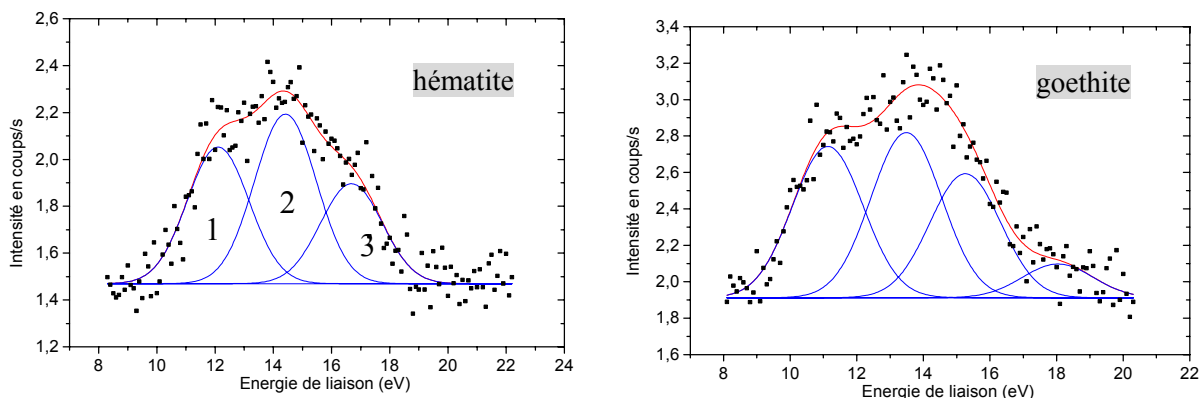 2,6
2,4
2,2
2,0
1,8
1,6
1,4
1,2
Intensité en coups/s
hématite
1
2
3
8 10 12 14 16 18 20 22 24
Energie de liaison (eV)
3,4
3,2
3,0
2,8
2,6
2,4
2,2
2,0
1,8
1,6
Intensité en coups/s
goethite
8 10 12 14 16 18 20 22
Energie de liaison (eV)